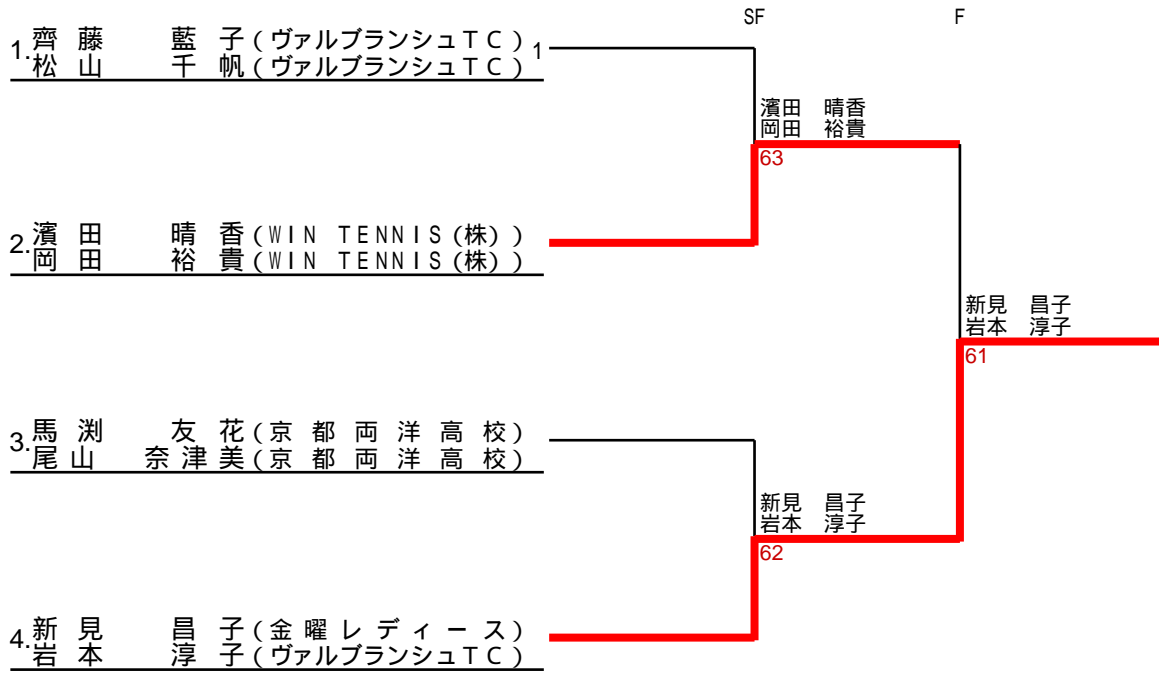 SF F
1. 齊藤 藍子(ヴァルブランシュTC) 1
松山 千帆(ヴァルブランシュTC)
濱田 晴香
岡田 裕貴
63
2. 濱田 晴香(WIN TENNIS(株))
岡田 裕貴(WIN TENNIS(株))
新見 昌子
岩本 淳子
61
3. 馬渕 友花(京都両洋高校)
尾山 奈津美(京都両洋高校)
新見 昌子
岩本 淳子
62
4. 新見 昌子(金曜レディース)
岩本 淳子(ヴァルブランシュTC)